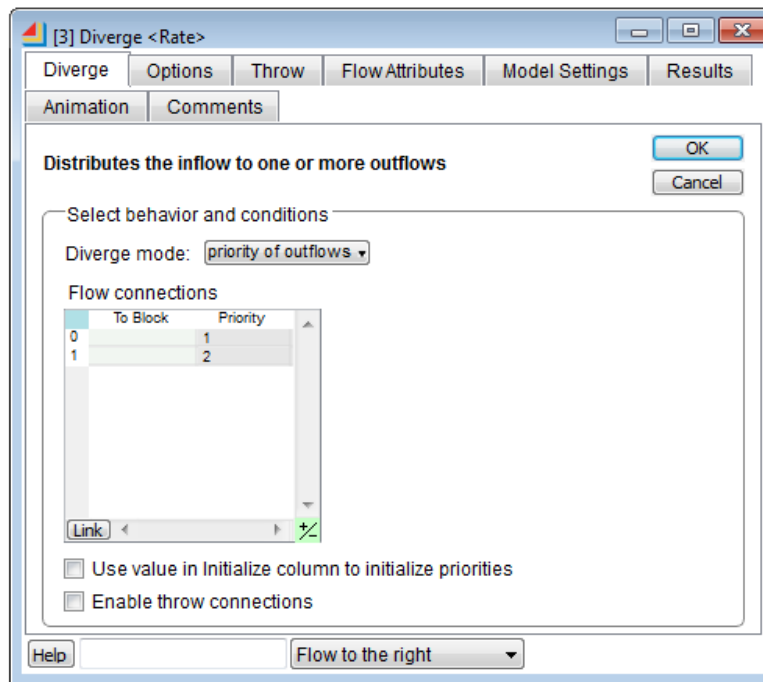 [3] Diverge <Rate>
Diverge Options Throw Flow Attributes Model Settings Results
Animation Comments
Distributes the inflow to one or more outflows
OK
Cancel
Select behavior and conditions
Diverge mode: priority of outflows
Flow connections
To Block Priority
0 1
1 2
Link +/-
Use value in Initialize column to initialize priorities
Enable throw connections
Help Flow to the right